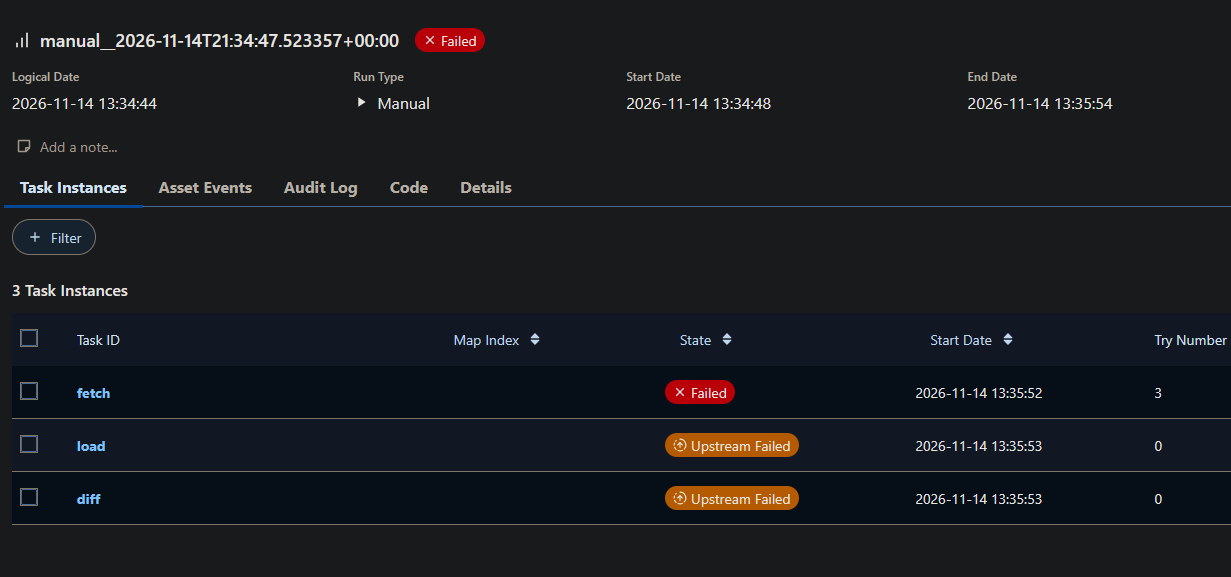 manual__2026-11-14T21:34:47.523357+00:00 Failed
Logical Date Run Type Start Date End Date
2026-11-14 13:34:44 Manual 2026-11-14 13:34:48 2026-11-14 13:35:54
Add a note...
Task Instances Asset Events Audit Log Code Details
+ Filter
3 Task Instances
Task ID Map Index State Start Date Try Number
fetch Failed 2026-11-14 13:35:52 3
load Upstream Failed 2026-11-14 13:35:53 0
diff Upstream Failed 2026-11-14 13:35:53 0